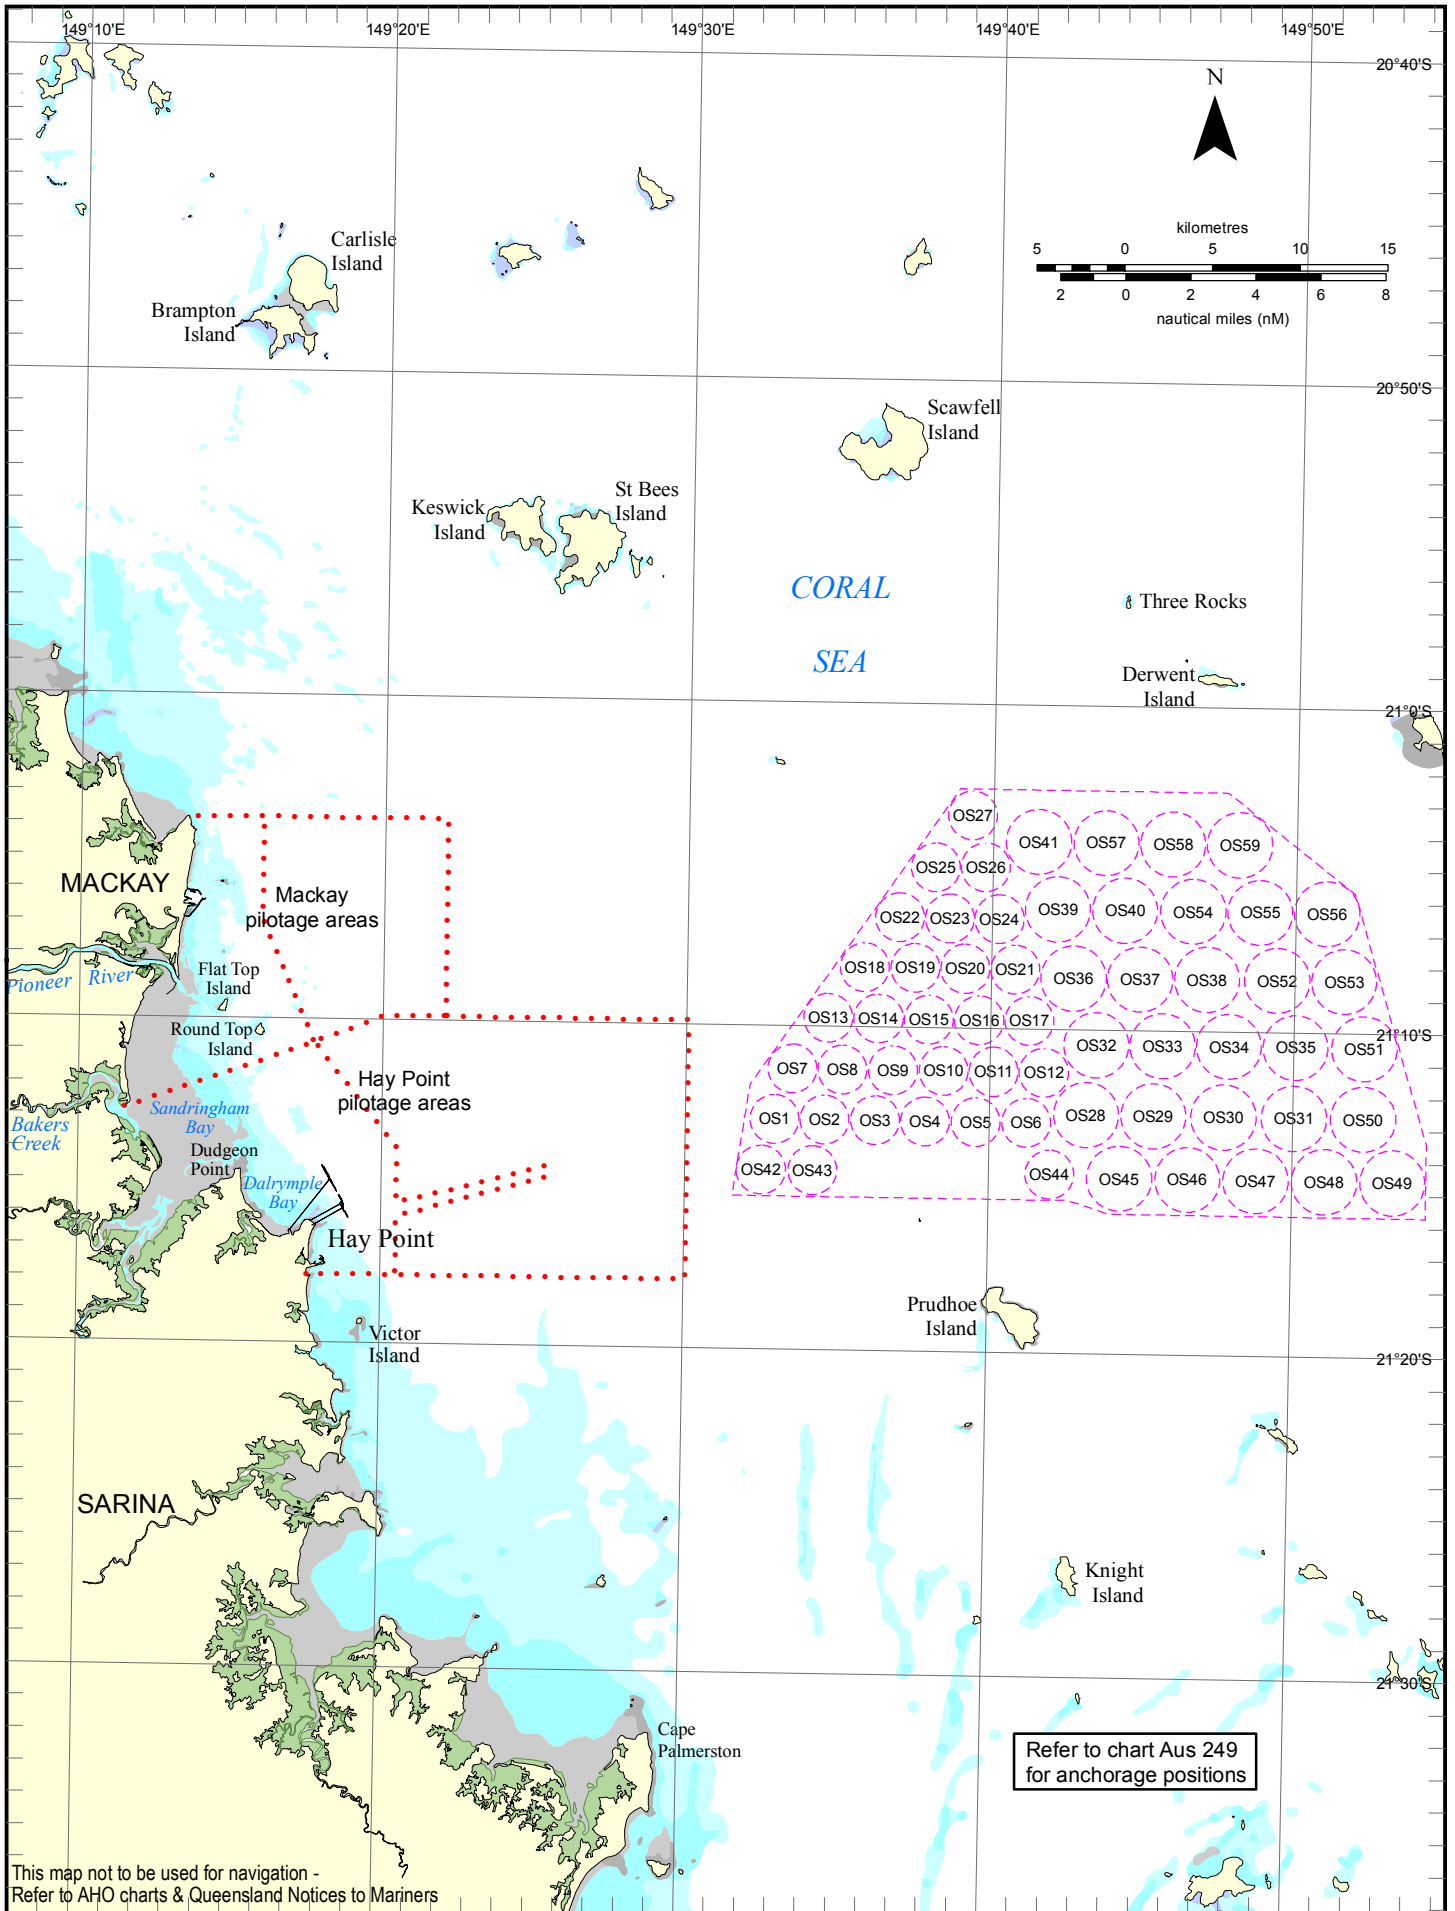 149°10'E
149°20'E
149°30'E
149°40'E
149°50'E
20°40'S
N
kilometres
5 0 5 10 15
2 0 2 4 6 8
nautical miles (nM)
Carlisle
Island
Brampton
Island
20°50'S
Scawfell
Island
Keswick
Island
St Bees
Island
CORAL
SEA
Three Rocks
Derwent
Island
21°0'S
MACKAY
Mackay
pilotage areas
Pioneer River
Flat Top
Island
Round Top
Island
Hay Point
pilotage areas
Bakers
Creek
Sandringham
Bay
Dudgeon
Point
Dalrymple
Bay
Hay Point
Victor
Island
OS27
OS41 OS57 OS58 OS59
OS25 OS26
OS22 OS23 OS24 OS39 OS40 OS54 OS55 OS56
OS18 OS19 OS20 OS21 OS36 OS37 OS38 OS52 OS53
OS13 OS14 OS15 OS16 OS17
21°10'S
OS32 OS33 OS34 OS35 OS51
OS7 OS8 OS9 OS10 OS11 OS12
OS1 OS2 OS3 OS4 OS5 OS6 OS28 OS29 OS30 OS31 OS50
OS42 OS43 OS44 OS45 OS46 OS47 OS48 OS49
Prudhoe
Island
21°20'S
SARINA
Knight
Island
21°30'S
Cape
Palmerston
Refer to chart Aus 249
for anchorage positions
This map not to be used for navigation -
Refer to AHO charts & Queensland Notices to Mariners